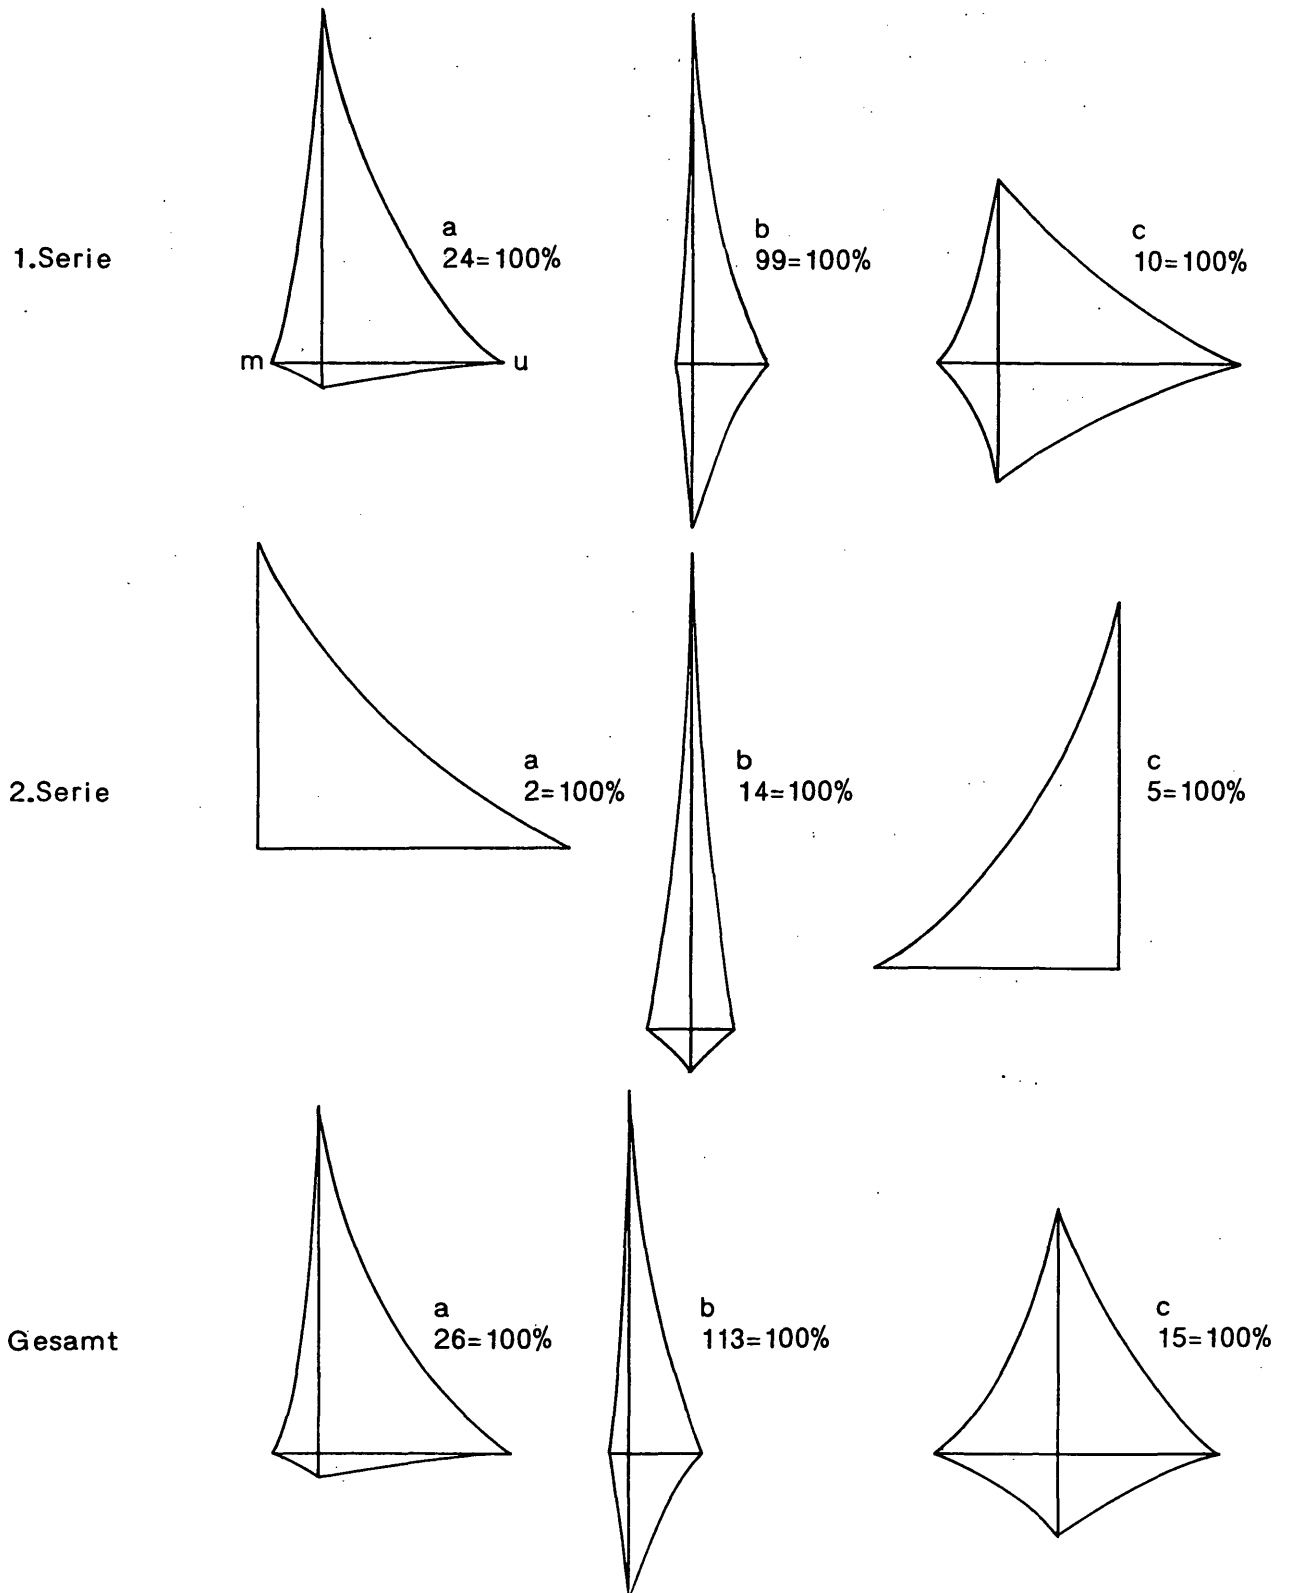 a
24=100%
b
99=100%
c
10=100%
1.Serie
m
u
a
2=100%
b
14=100%
c
5=100%
2.Serie
a
26=100%
b
113=100%
c
15=100%
Gesamt